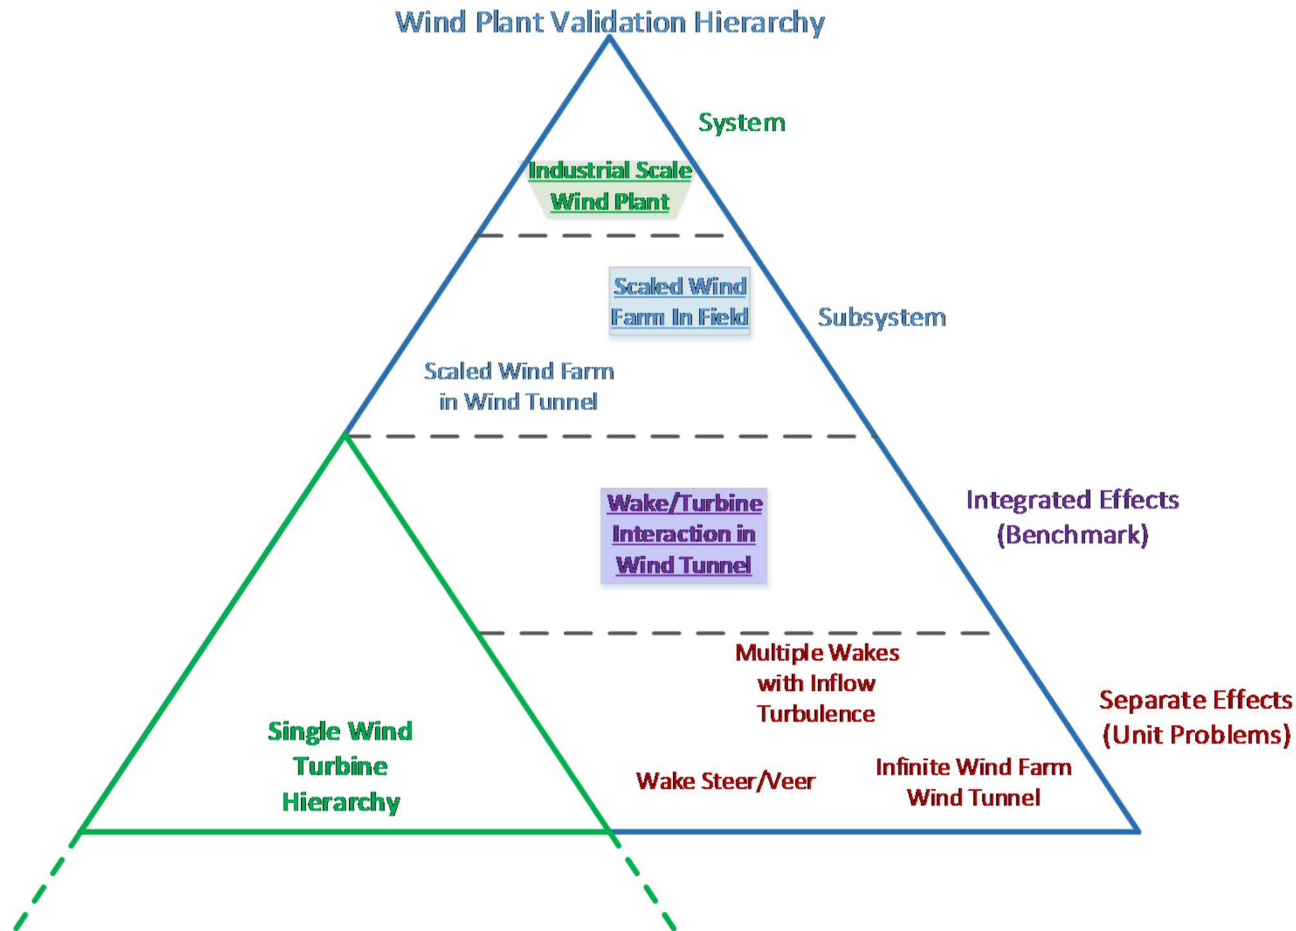 Wind Plant Validation Hierarchy
System
Industrial Scale
Wind Plant
Scaled Wind
Farm In Field
Subsystem
Scaled Wind Farm
in Wind Tunnel
Wake/Turbine
Interaction in
Wind Tunnel
Integrated Effects
(Benchmark)
Multiple Wakes
with Inflow
Turbulence
Separate Effects
(Unit Problems)
Single Wind
Turbine
Hierarchy
Wake Steer/Veer
Infinite Wind Farm
Wind Tunnel